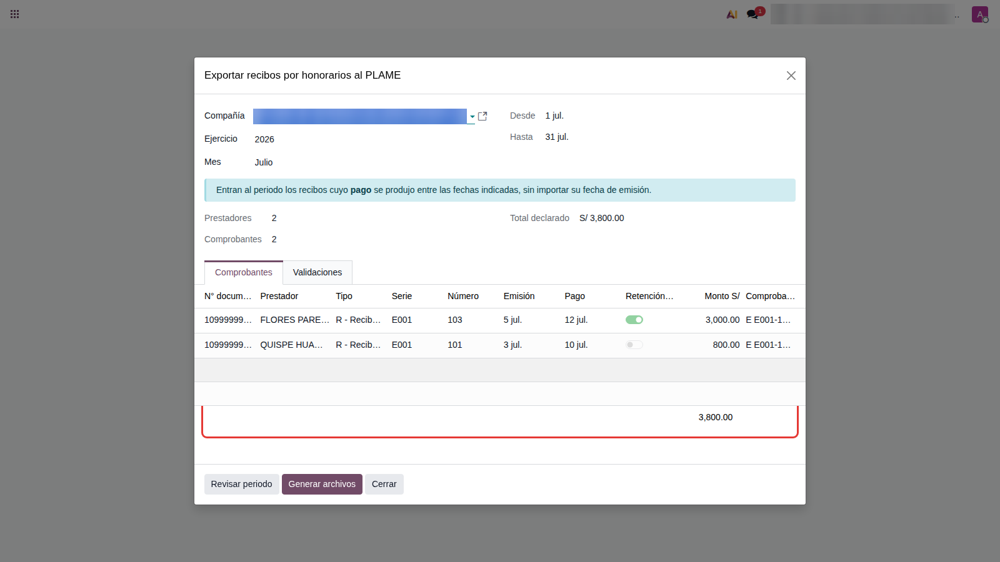 AI
1
..
A
Exportar recibos por honorarios al PLAME
Compañía
Desde 1 jul.
Ejercicio 2026
Hasta 31 jul.
Mes Julio
Entran al periodo los recibos cuyo pago se produjo entre las fechas indicadas, sin importar su fecha de emisión.
Prestadores 2
Total declarado S/ 3,800.00
Comprobantes 2
Comprobantes Validaciones
N° docum… Prestador Tipo Serie Número Emisión Pago Retención… Monto S/ Comproba…
10999999… FLORES PARE… R - Recib… E001 103 5 jul. 12 jul. 3,000.00 E E001-1…
10999999… QUISPE HUA… R - Recib… E001 101 3 jul. 10 jul. 800.00 E E001-1…
3,800.00
Revisar periodo Generar archivos Cerrar